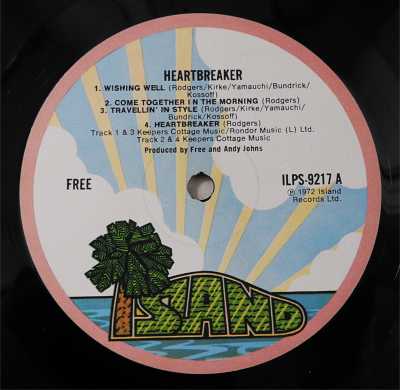 HEARTBREAKER
1. WISHING WELL (Rodgers/Kirke/Yamauchi/Bundrick/
Kossoff)
2. COME TOGETHER IN THE MORNING (Rodgers)
3. TRAVELLIN' IN STYLE (Rodgers/Kirke/Yamauchi/
Bundrick/Kossoff)
4. HEARTBREAKER (Rodgers)
Track 1 & 3 Keepers Cottage Music/Rondor Music (L) Ltd.
Track 2 & 4 Keepers Cottage Music
Produced by Free and Andy Johns
FREE
ILPS-9217 A
℗ 1972 Island
Records Ltd.
ISLAND